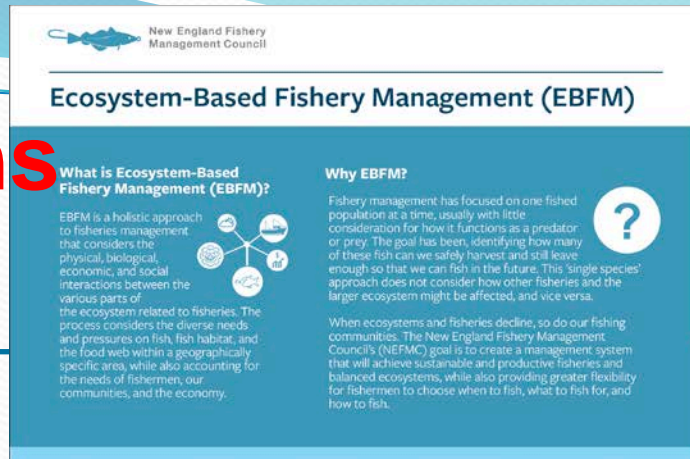 New England Fishery
Management Council
Ecosystem-Based Fishery Management (EBFM)
ns
What is Ecosystem-Based
Fishery Management (EBFM)?
EBFM is a holistic approach
to fisheries management
that considers the
physical, biological,
economic, and social
interactions between the
various parts of
the ecosystem related to fisheries. The
process considers the diverse needs
and pressures on fish, fish habitat, and
the food web within a geographically
specific area, while also accounting for
the needs of fishermen, our
communities, and the economy.
Why EBFM?
Fishery management has focused on one fished
population at a time, usually with little
consideration for how it functions as a predator
or prey. The goal has been, identifying how many
of these fish can we safely harvest and still leave
enough so that we can fish in the future. This 'single species'
approach does not consider how other fisheries and the
larger ecosystem might be affected, and vice versa.
?
When ecosystems and fisheries decline, so do our fishing
communities. The New England Fishery Management
Council's (NEFMC) goal is to create a management system
that will achieve sustainable and productive fisheries and
balanced ecosystems, while also providing greater flexibility
for fishermen to choose when to fish, what to fish for, and
how to fish.